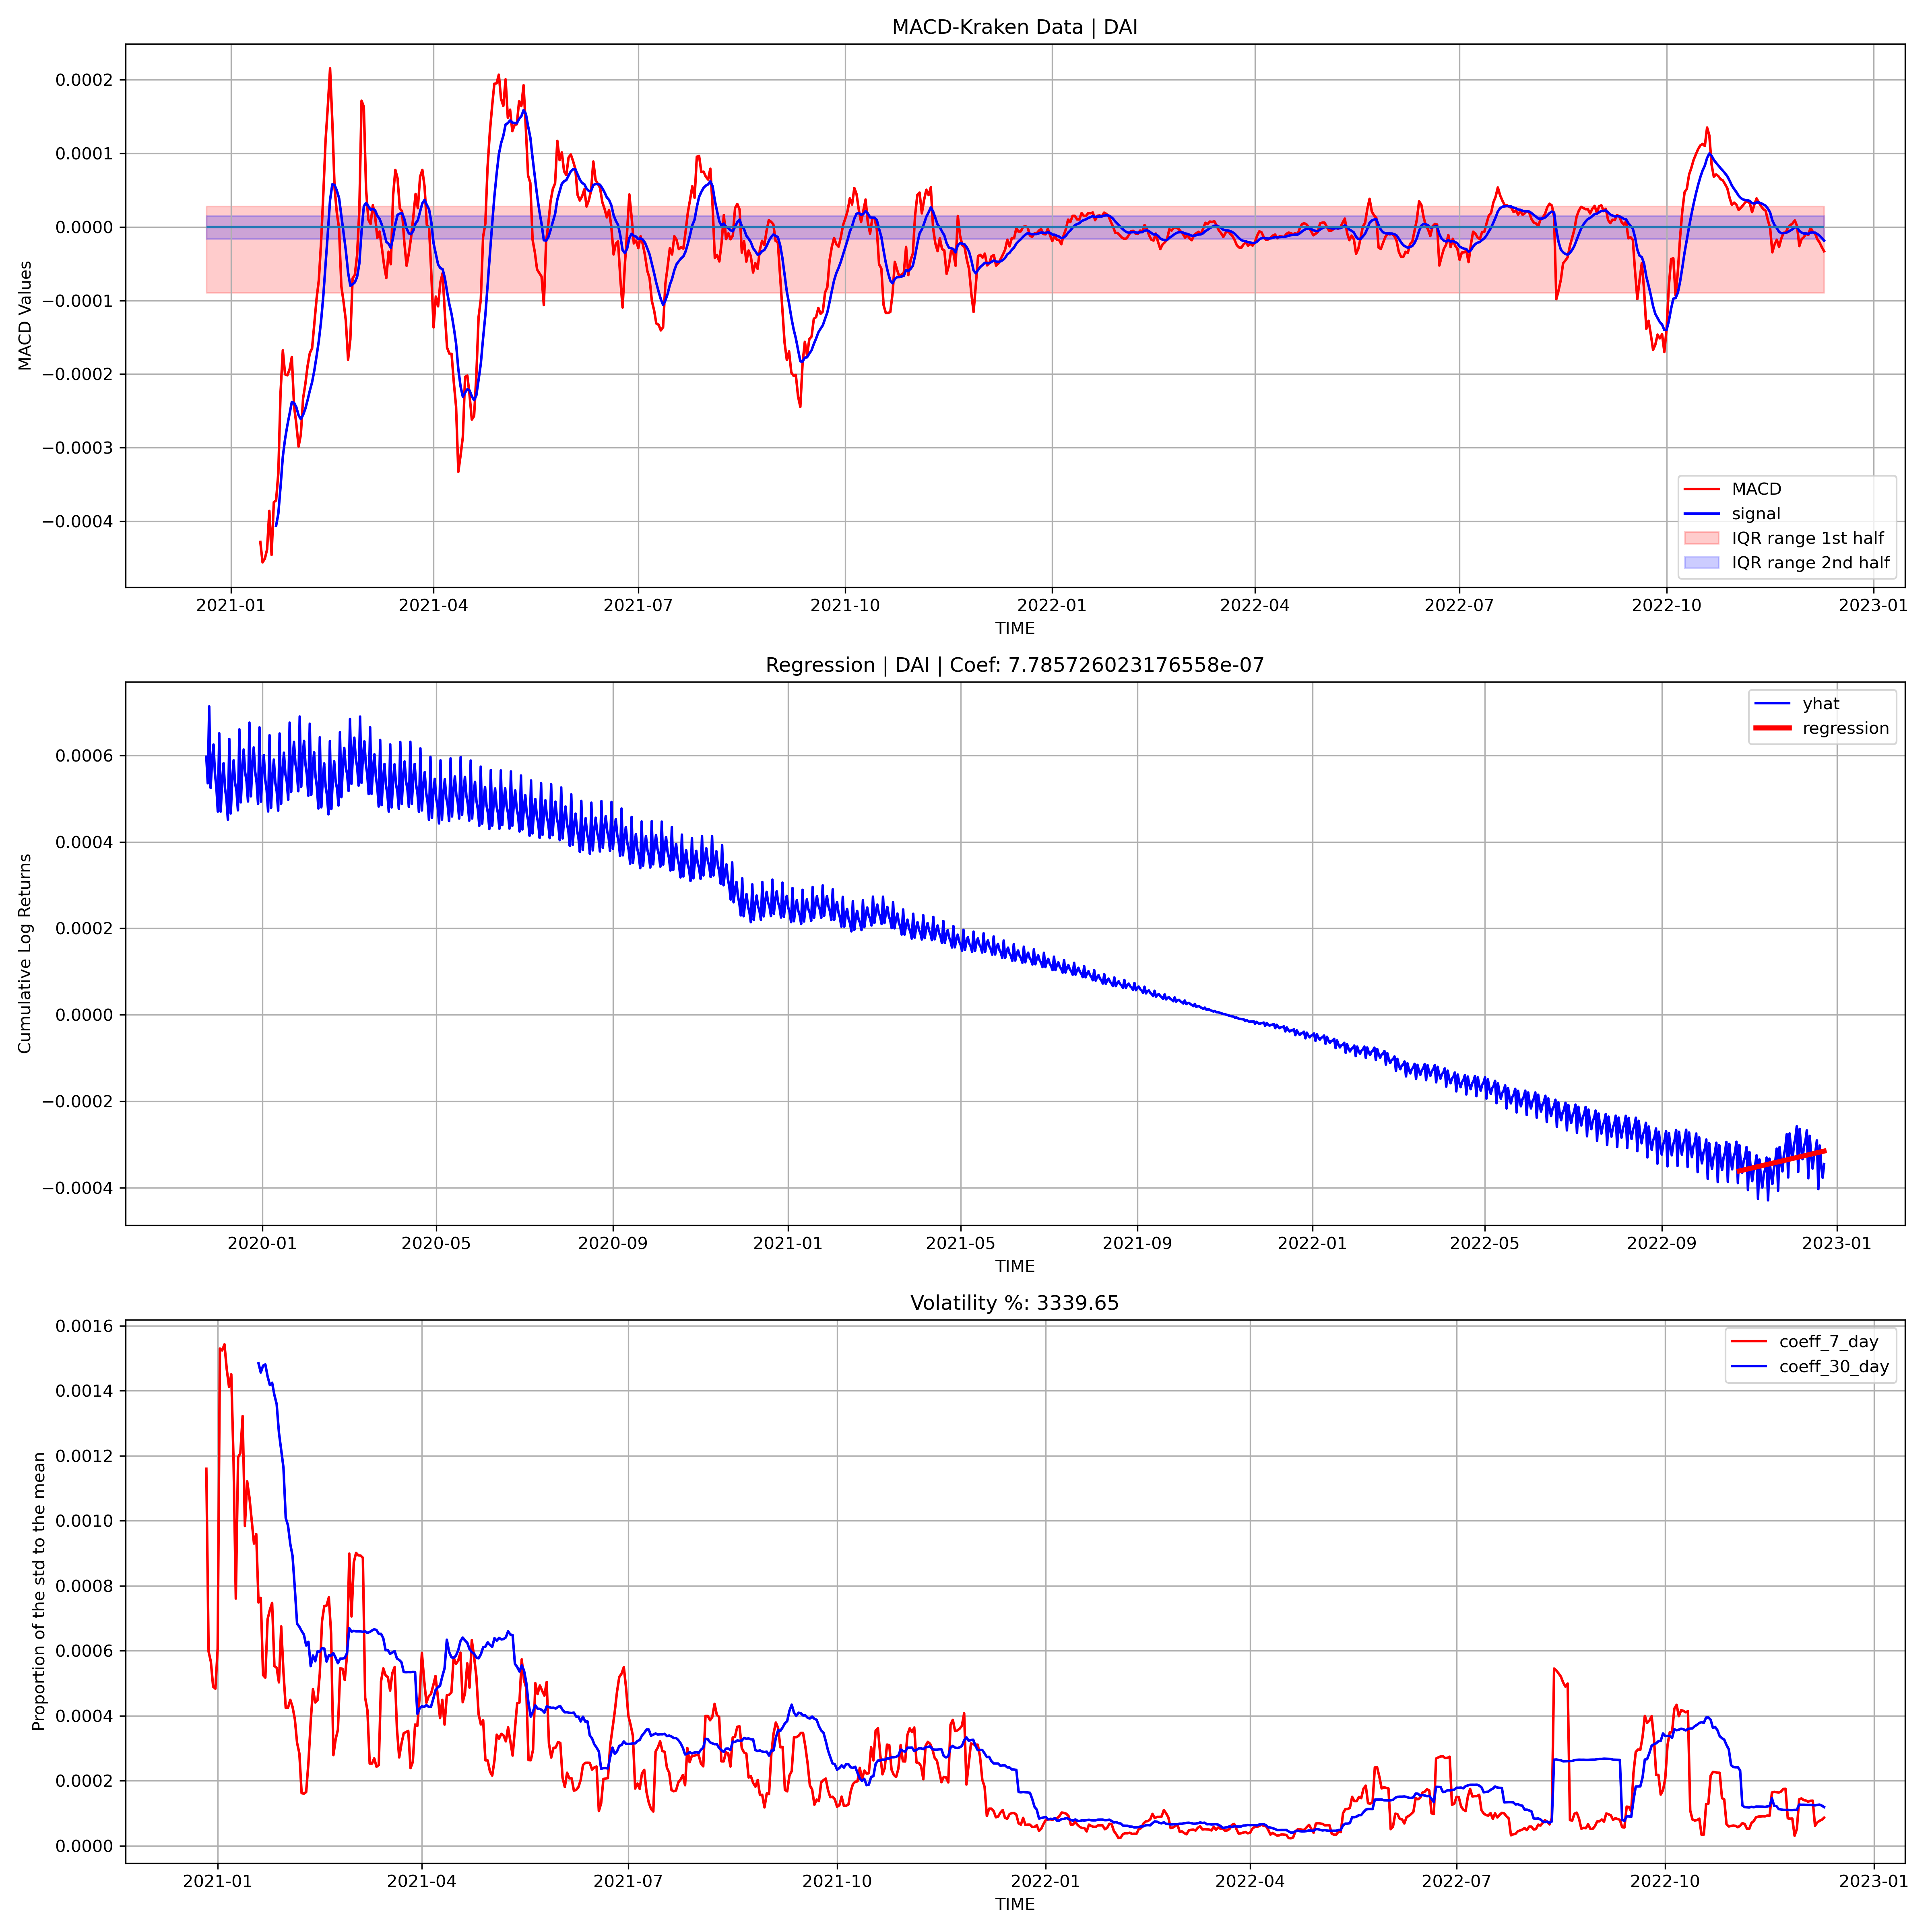 MACD-Kraken Data | DAI
MACD Values
0.0002
0.0001
0.0000
−0.0001
−0.0002
−0.0003
−0.0004
MACD
signal
IQR range 1st half
IQR range 2nd half
2021-01 2021-04 2021-07 2021-10 2022-01 2022-04 2022-07 2022-10 2023-01
TIME
Regression | DAI | Coef: 7.785726023176558e-07
Cumulative Log Returns
0.0006
0.0004
0.0002
0.0000
−0.0002
−0.0004
yhat
regression
2020-01 2020-05 2020-09 2021-01 2021-05 2021-09 2022-01 2022-05 2022-09 2023-01
TIME
Volatility %: 3339.65
Proportion of the std to the mean
0.0016
0.0014
0.0012
0.0010
0.0008
0.0006
0.0004
0.0002
0.0000
coeff_7_day
coeff_30_day
2021-01 2021-04 2021-07 2021-10 2022-01 2022-04 2022-07 2022-10 2023-01
TIME